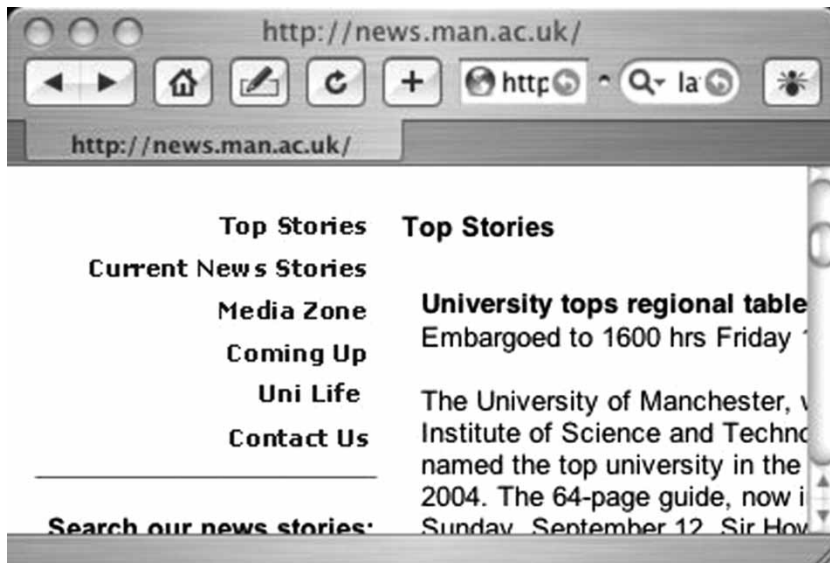 http://news.man.ac.uk/
http la
http://news.man.ac.uk/
Top Stories
Current News Stories
Media Zone
Coming Up
Uni Life
Contact Us
Search our news stories:
Top Stories
University tops regional table
Embargoed to 1600 hrs Friday
The University of Manchester,
Institute of Science and Techno
named the top university in the
2004. The 64-page guide, now i
Sunday, September 12. Sir How